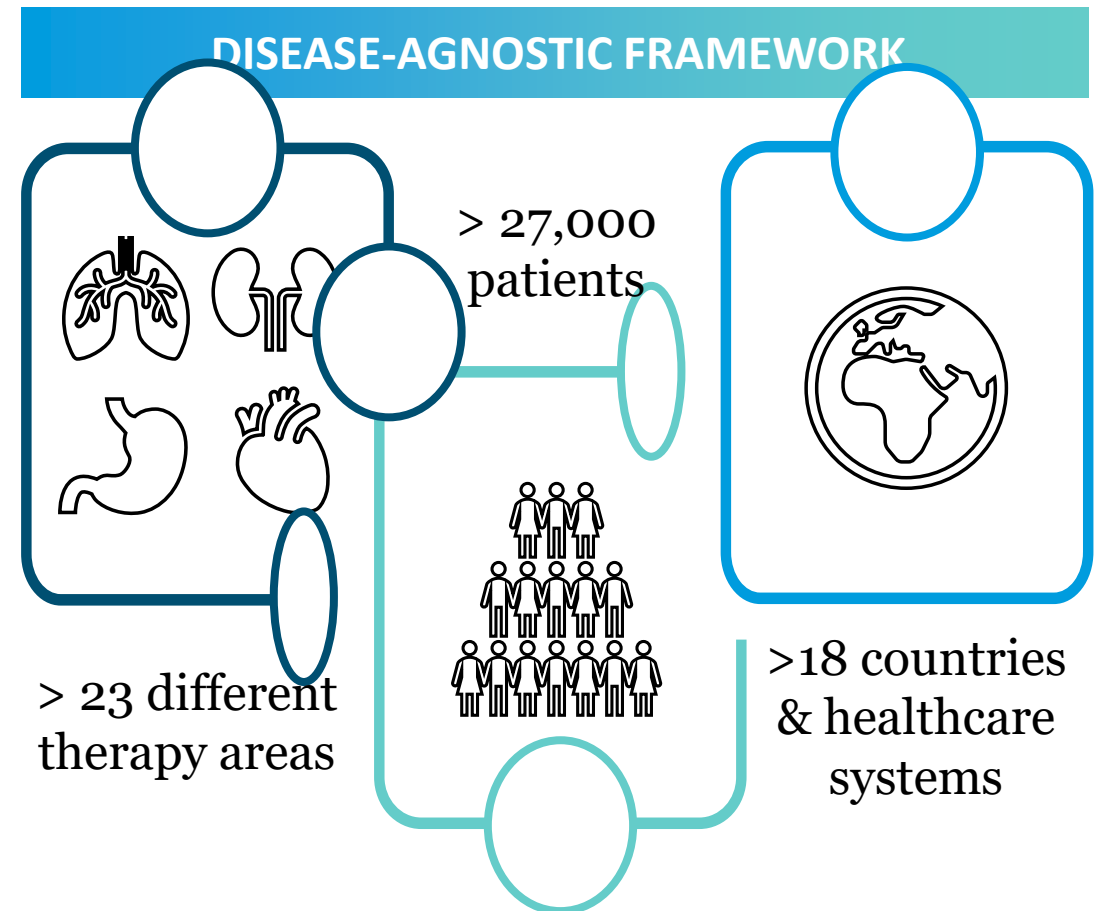 DISEASE-AGNOSTIC FRAMEWORK
> 27,000
patients
> 23 different
therapy areas
>18 countries
& healthcare
systems